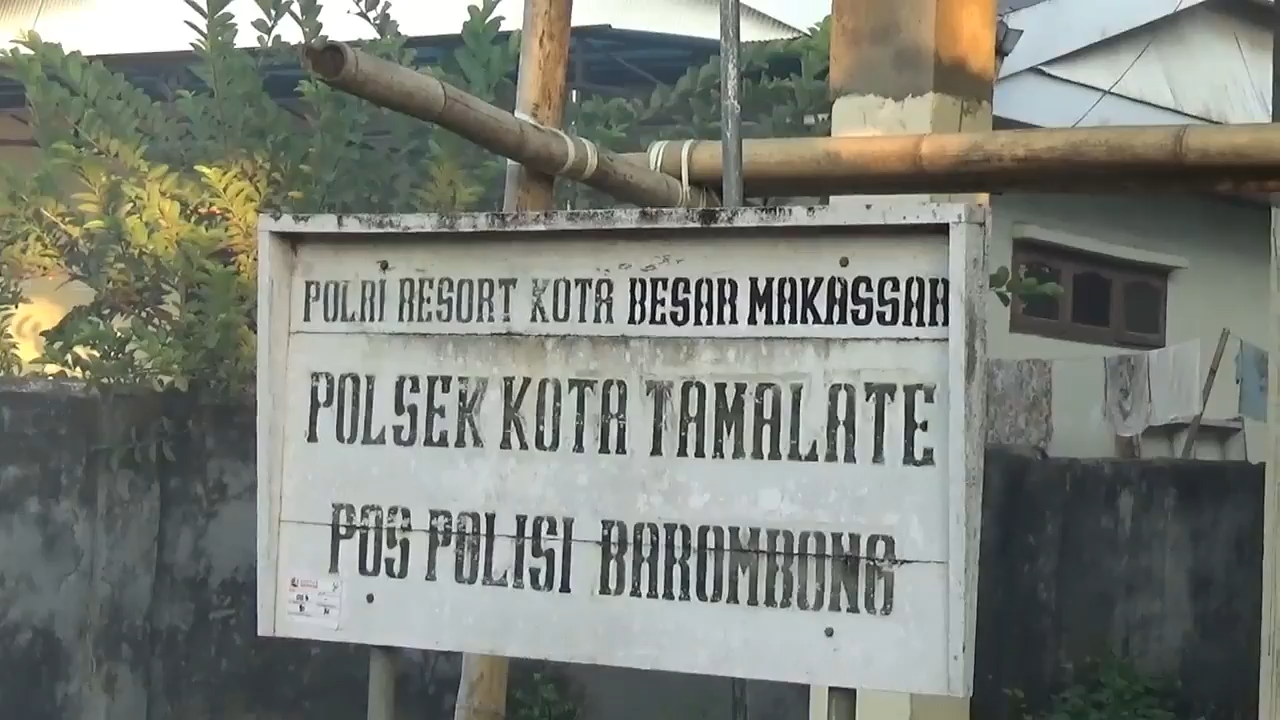 POLRI RESORT KOTA BESAR MAKASSAR
POLSEK KOTA TAMALATE
POS POLISI BAROMBONG